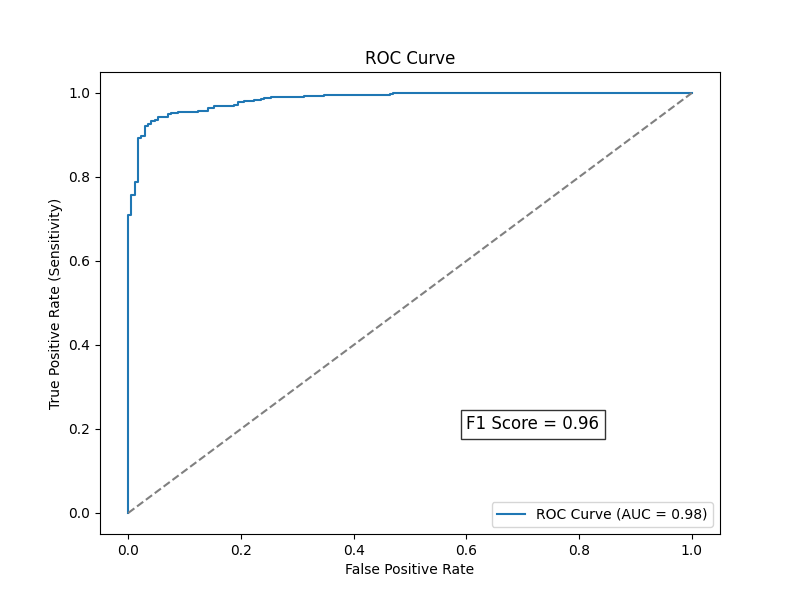 ROC Curve
True Positive Rate (Sensitivity)
1.0
0.8
0.6
0.4
0.2
0.0
F1 Score = 0.96
ROC Curve (AUC = 0.98)
0.0 0.2 0.4 0.6 0.8 1.0
False Positive Rate